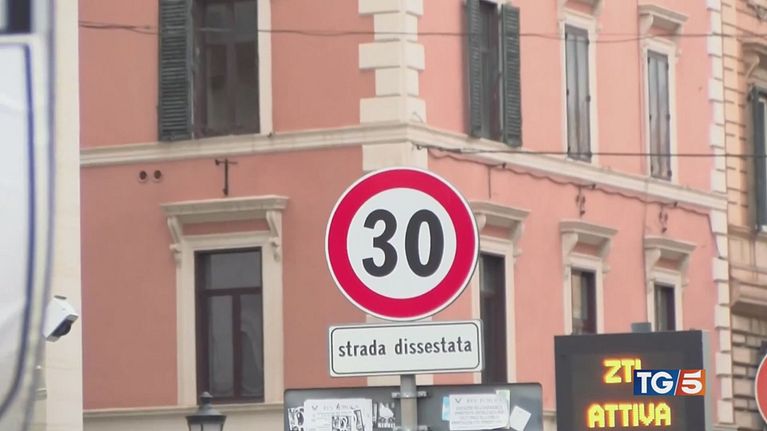 30
strada dissestata
ZTL
ATTIVA
TG5